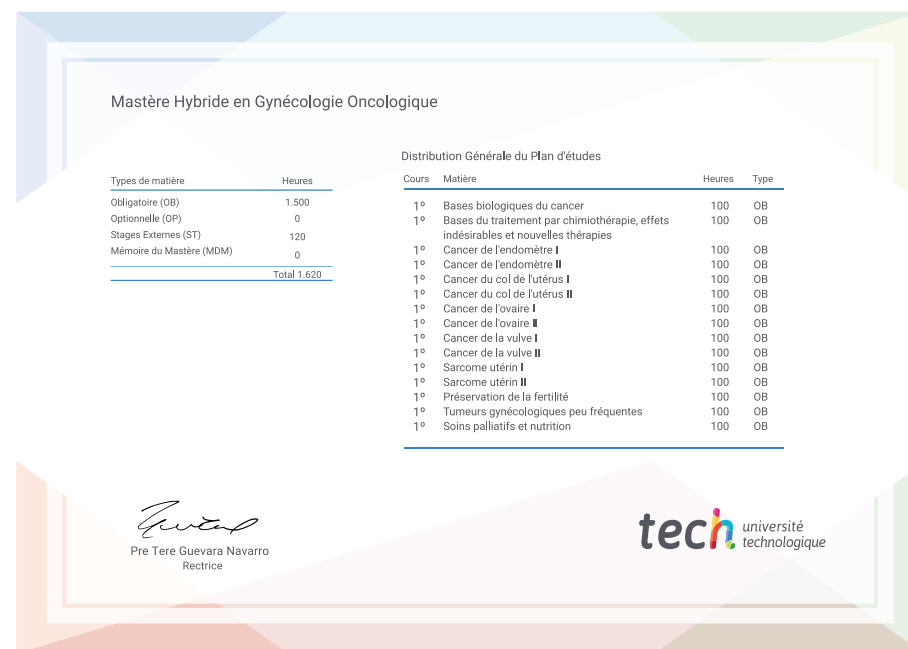 Mastère Hybride en Gynécologie Oncologique
Types de matière Heures
Obligatoire (OB) 1.500
Optionnelle (OP) 0
Stages Externes (ST) 120
Mémoire du Mastère (MDM) 0
Total 1.620
Distribution Générale du Plan d'études
Cours Matière Heures Type
1º Bases biologiques du cancer 100 OB
1º Bases du traitement par chimiothérapie, effets 100 OB
indésirables et nouvelles thérapies
1º Cancer de l'endomètre I 100 OB
1º Cancer de l'endomètre II 100 OB
1º Cancer du col de l'utérus I 100 OB
1º Cancer du col de l'utérus II 100 OB
1º Cancer de l'ovaire I 100 OB
1º Cancer de l'ovaire II 100 OB
1º Cancer de la vulve I 100 OB
1º Cancer de la vulve II 100 OB
1º Sarcome utérin I 100 OB
1º Sarcome utérin II 100 OB
1º Préservation de la fertilité 100 OB
1º Tumeurs gynécologiques peu fréquentes 100 OB
1º Soins palliatifs et nutrition 100 OB
Pre Tere Guevara Navarro
Rectrice
tech université
technologique